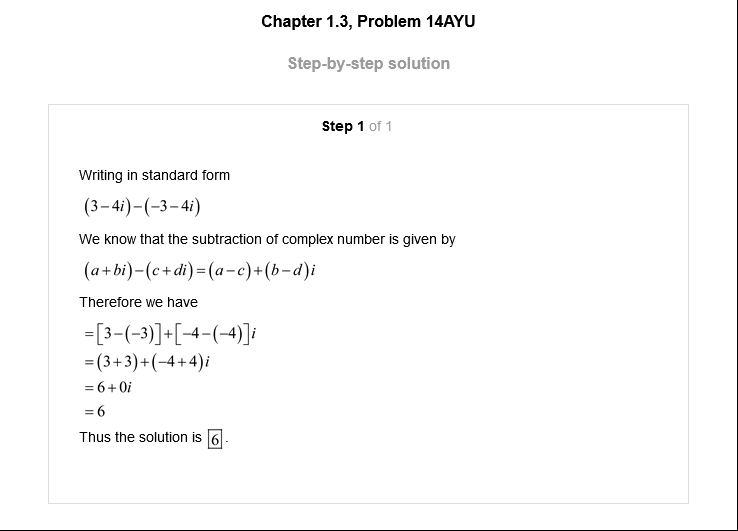 Chapter 1.3, Problem 14AYU
Step-by-step solution
Step 1 of 1
Writing in standard form
(3−4i)−(−3−4i)
We know that the subtraction of complex number is given by
(a+bi)−(c+di)=(a−c)+(b−d)i
Therefore we have
=[3−(−3)]+[−4−(−4)]i
=(3+3)+(−4+4)i
=6+0i
=6
Thus the solution is 6.